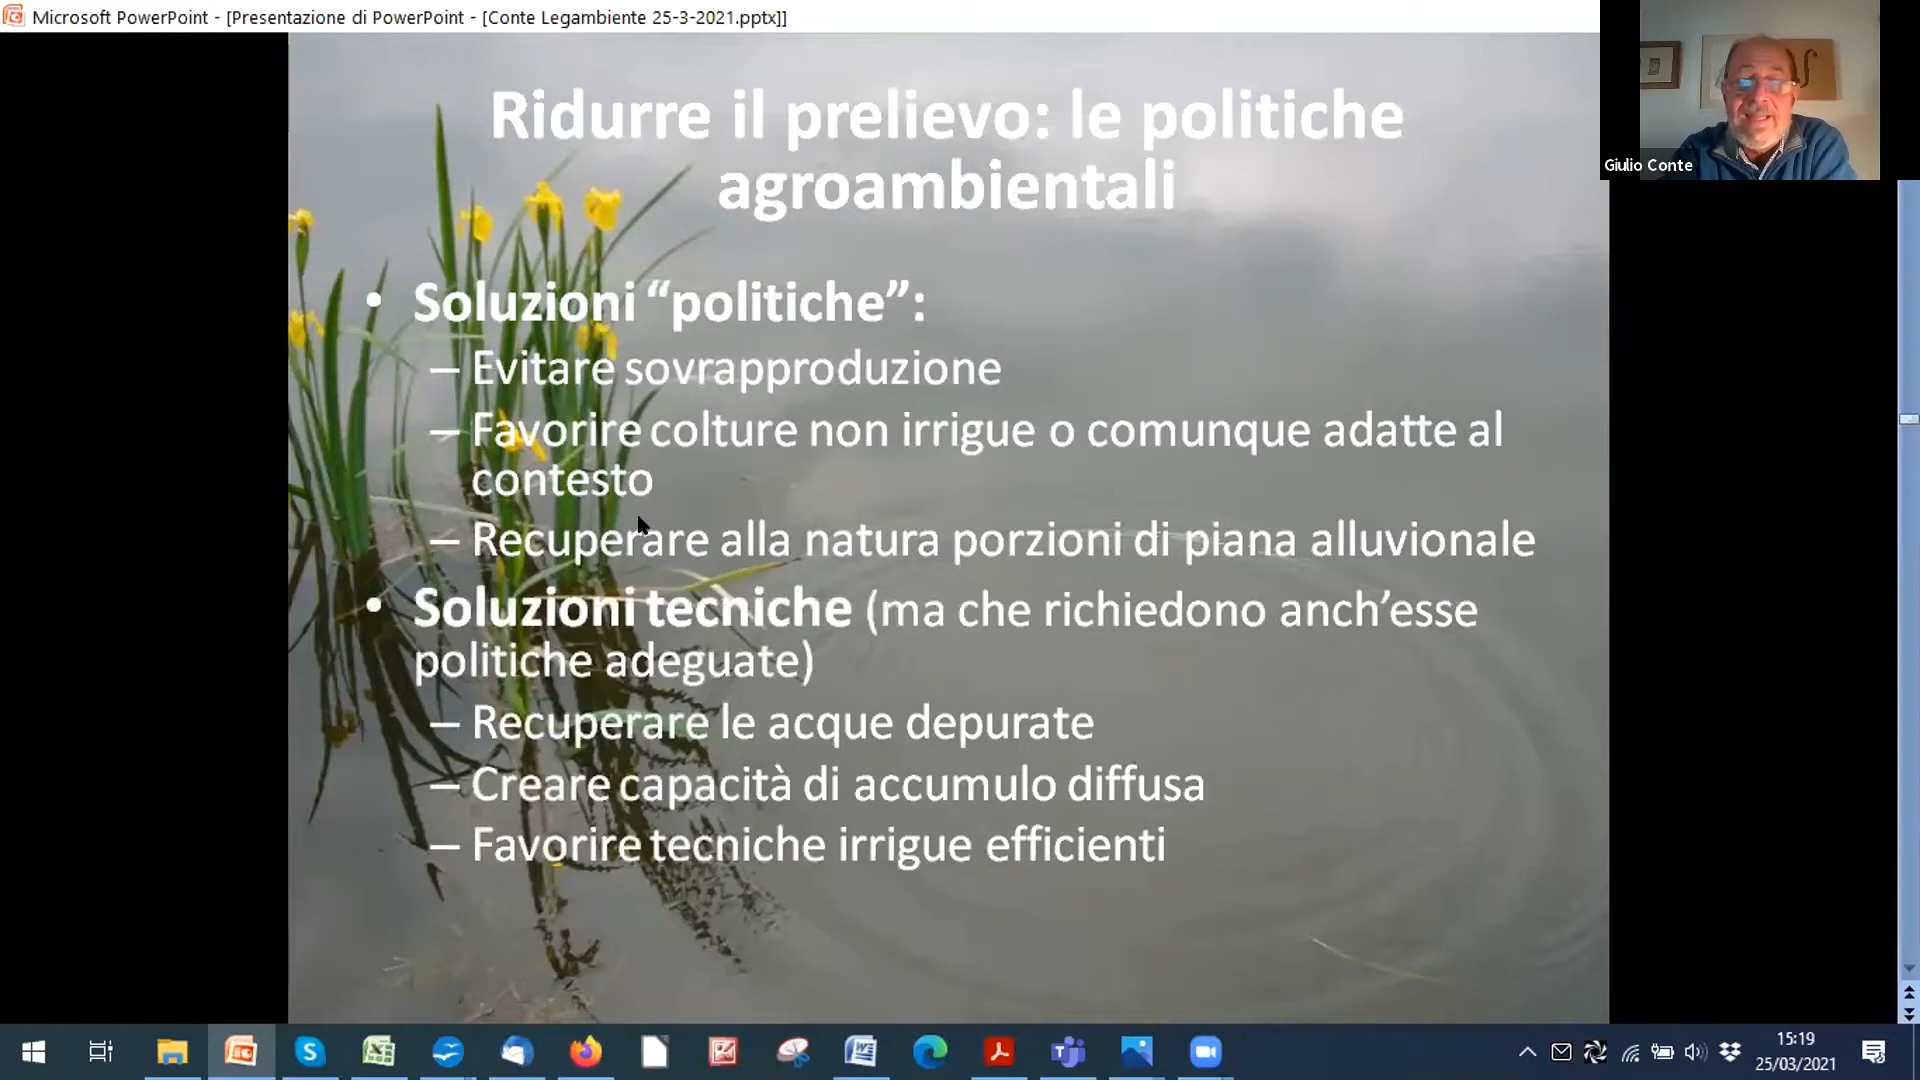 Microsoft PowerPoint - [Presentazione di PowerPoint - [Conte Legambiente 25-3-2021.pptx]]
Giulio Conte
Ridurre il prelievo: le politiche
agroambientali
• Soluzioni “politiche”:
– Evitare sovrapproduzione
– Favorire colture non irrigue o comunque adatte al
contesto
– Recuperare alla natura porzioni di piana alluvionale
• Soluzioni tecniche (ma che richiedono anch’esse
politiche adeguate)
– Recuperare le acque depurate
– Creare capacità di accumulo diffusa
– Favorire tecniche irrigue efficienti
15:19
25/03/2021